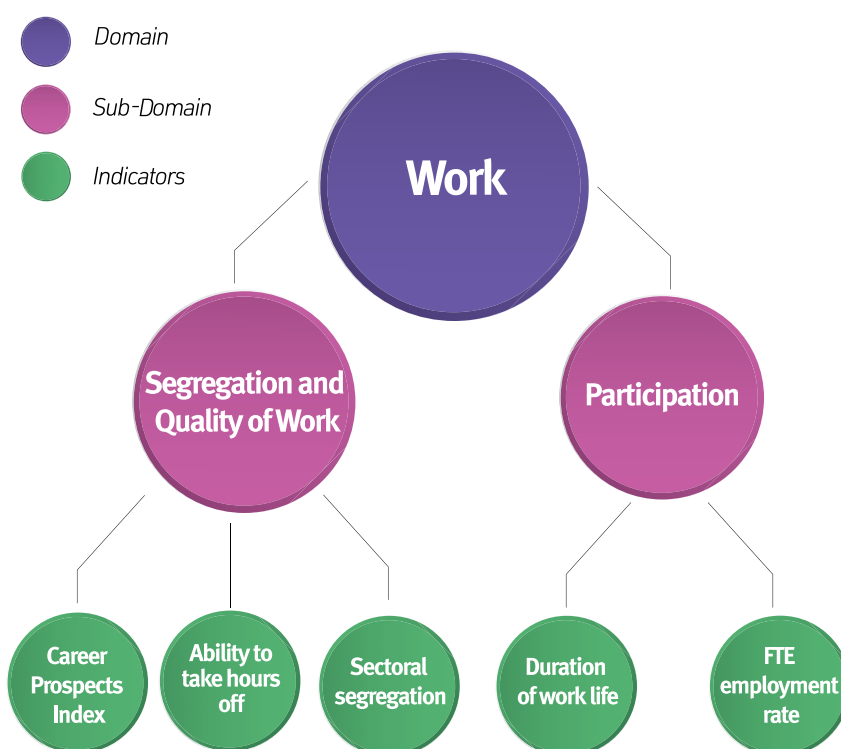 Domain
Sub-Domain
Indicators
Work
Segregation and
Quality of Work
Participation
Career
Prospects
Index
Ability to
take hours
off
Sectoral
segregation
Duration
of work life
FTE
employment
rate